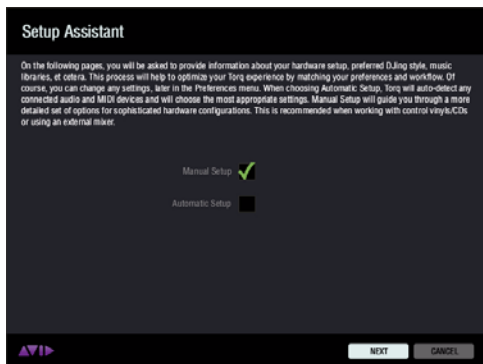 Setup Assistant
On the following pages, you will be asked to provide information about your hardware setup, preferred DJing style, music
libraries, et cetera. This process will help to optimize your Torq experience by matching your preferences and workflow. Of
course, you can change any settings, later in the Preferences menu. When choosing Automatic Setup, Torq will auto-detect any
connected audio and MIDI devices and will choose the most appropriate settings. Manual Setup will guide you through a more
detailed set of options for sophisticated hardware configurations. This is recommended when working with control vinyls/CDs
or using an external mixer.
Manual Setup
Automatic Setup
AVID
NEXT
CANCEL